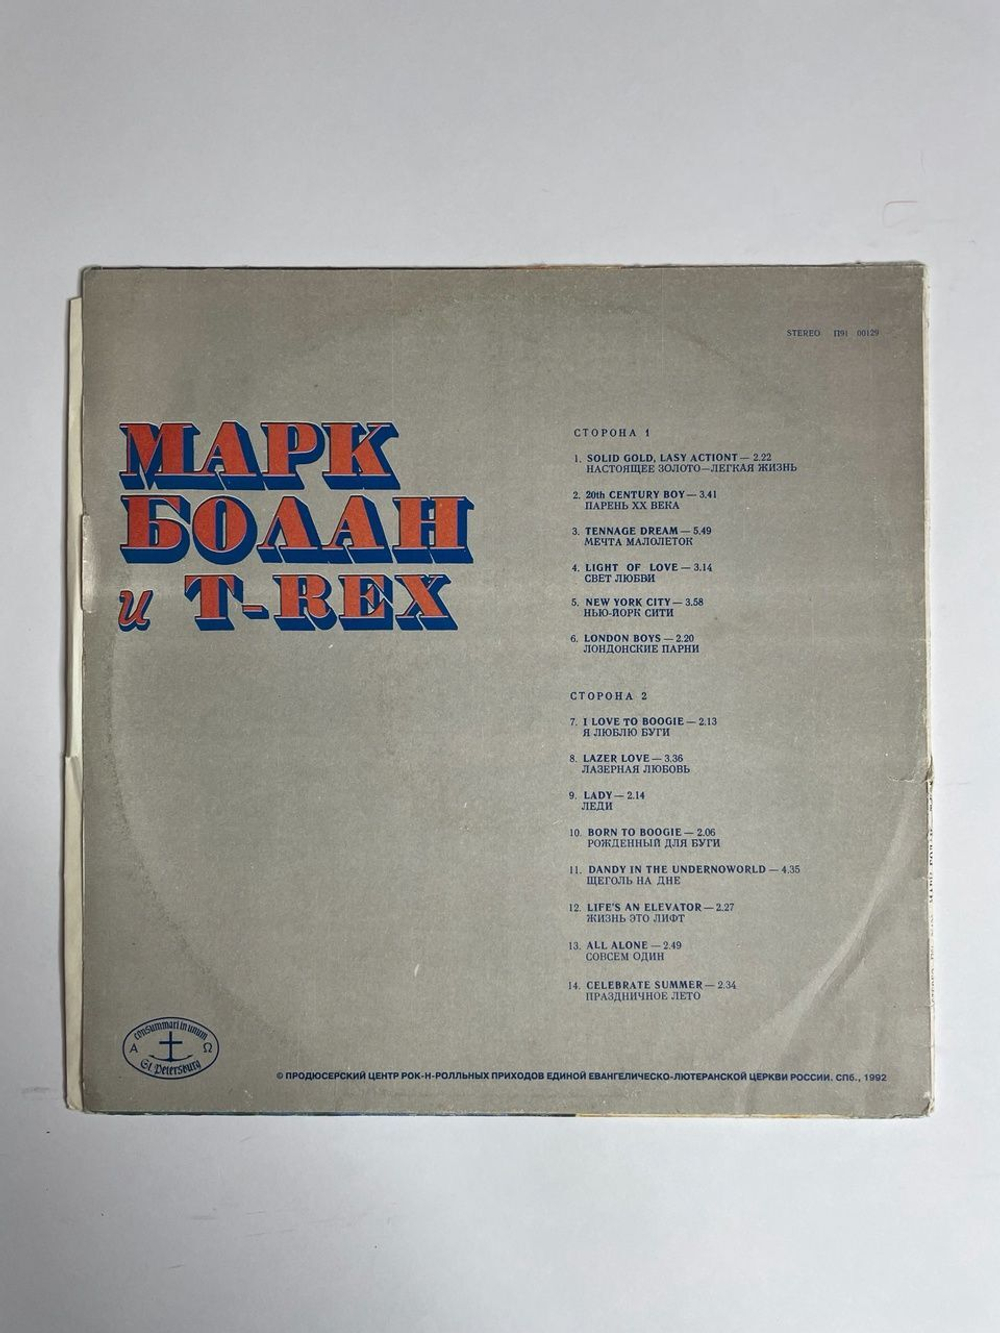 STEREO П91 00129
МАРК
БОЛАН
и T-REX
СТОРОНА 1
1. SOLID GOLD, LASY ACTIONT — 2.22
НАСТОЯЩЕЕ ЗОЛОТО—ЛЕГКАЯ ЖИЗНЬ
2. 20th CENTURY BOY — 3.41
ПАРЕНЬ XX ВЕКА
3. TENNAGE DREAM — 5.49
МЕЧТА МАЛОЛЕТОК
4. LIGHT OF LOVE — 3.14
СВЕТ ЛЮБВИ
5. NEW YORK CITY — 3.58
НЬЮ-ЙОРК СИТИ
6. LONDON BOYS — 2.20
ЛОНДОНСКИЕ ПАРНИ
СТОРОНА 2
7. I LOVE TO BOOGIE — 2.13
Я ЛЮБЛЮ БУГИ
8. LAZER LOVE — 3.36
ЛАЗЕРНАЯ ЛЮБОВЬ
9. LADY — 2.14
ЛЕДИ
10. BORN TO BOOGIE — 2.06
РОЖДЕННЫЙ ДЛЯ БУГИ
11. DANDY IN THE UNDERNOWORLD — 4.35
ЩЕГОЛЬ НА ДНЕ
12. LIFE'S AN ELEVATOR — 2.27
ЖИЗНЬ ЭТО ЛИФТ
13. ALL ALONE — 2.49
СОВСЕМ ОДИН
14. CELEBRATE SUMMER — 2.34
ПРАЗДНИЧНОЕ ЛЕТО
consummati in unum
Α Ω
St. Petersburg
© ПРОДЮСЕРСКИЙ ЦЕНТР РОК-Н-РОЛЛЬНЫХ ПРИХОДОВ ЕДИНОЙ ЕВАНГЕЛИЧЕСКО-ЛЮТЕРАНСКОЙ ЦЕРКВИ РОССИИ. СПб., 1992